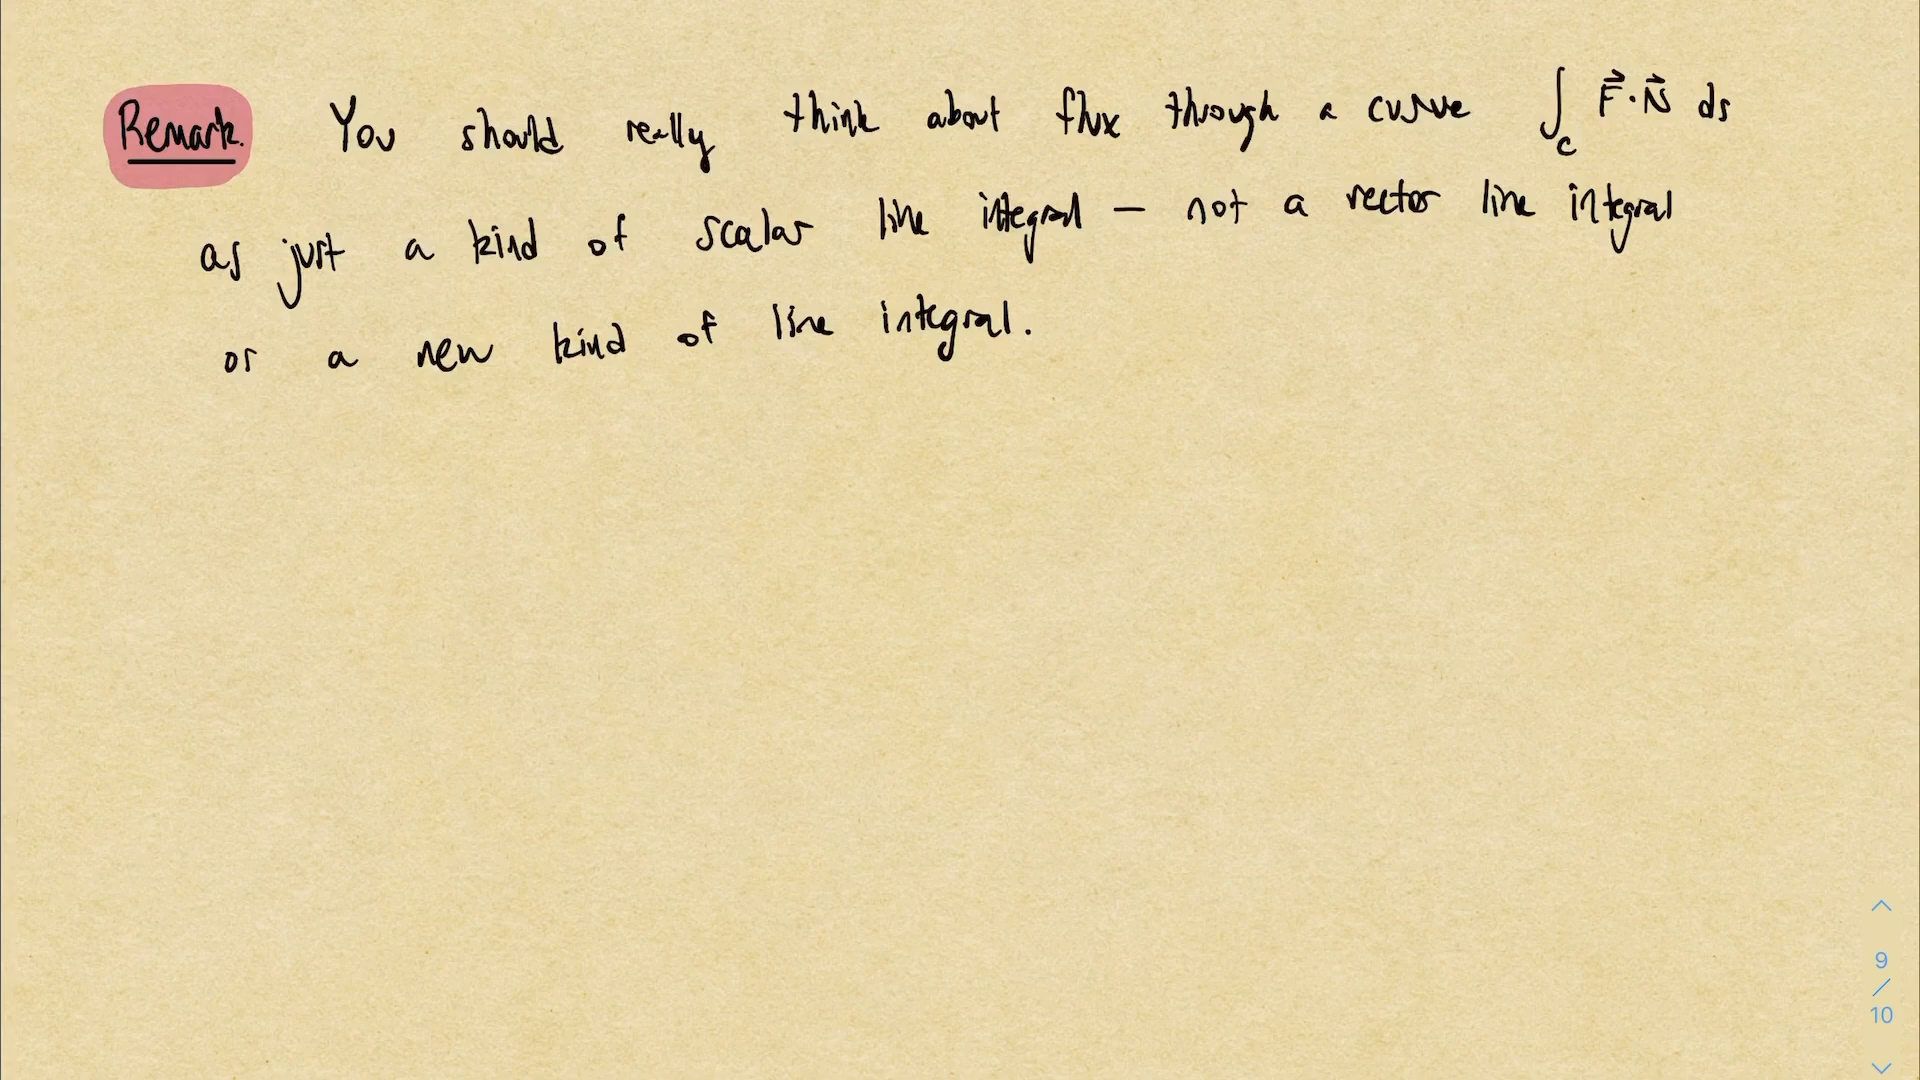 Remark. You should really think about flux through a curve ∫_C F⃗·N⃗ ds
as just a kind of scalar line integral — not a vector line integral
or a new kind of line integral.
9
/
10